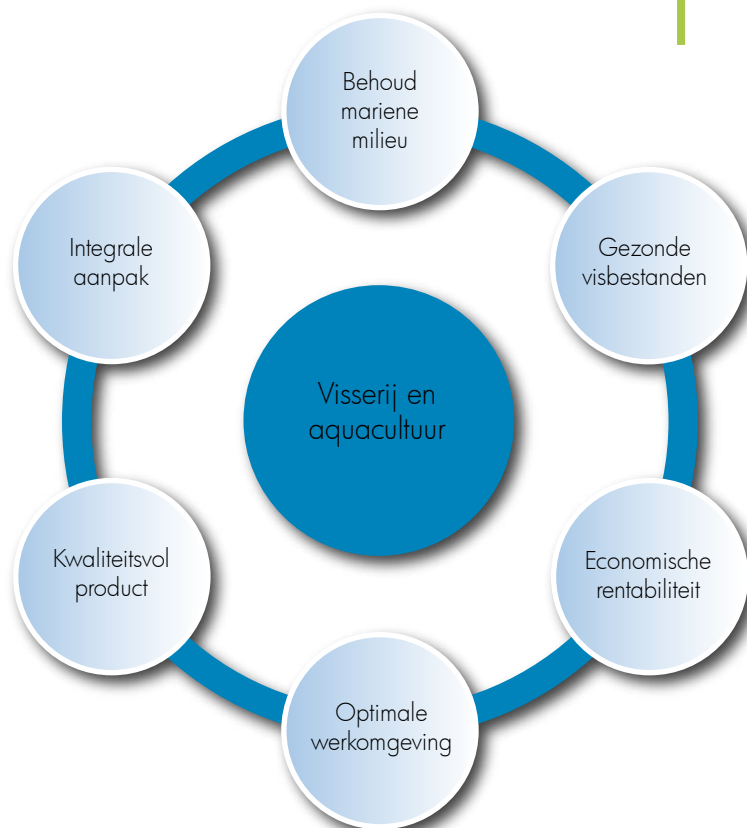 Behoud
mariene
milieu
Gezonde
visbestanden
Economische
rentabiliteit
Optimale
werkomgeving
Kwaliteitsvol
product
Integrale
aanpak
Visserij en
aquacultuur